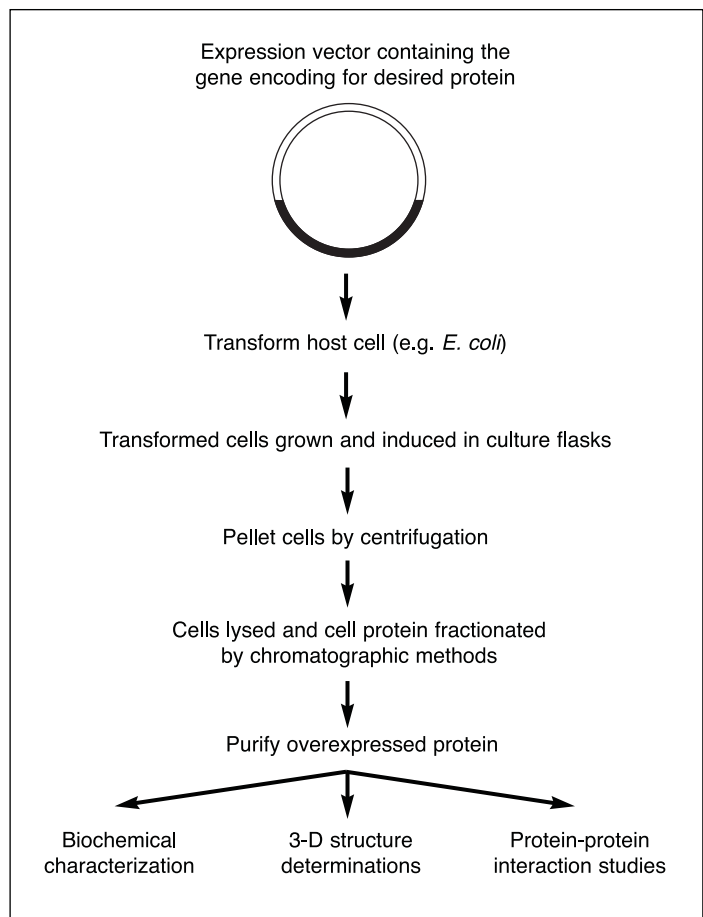 Expression vector containing the
gene encoding for desired protein
Transform host cell (e.g. E. coli)
Transformed cells grown and induced in culture flasks
Pellet cells by centrifugation
Cells lysed and cell protein fractionated
by chromatographic methods
Purify overexpressed protein
Biochemical
characterization
3-D structure
determinations
Protein-protein
interaction studies